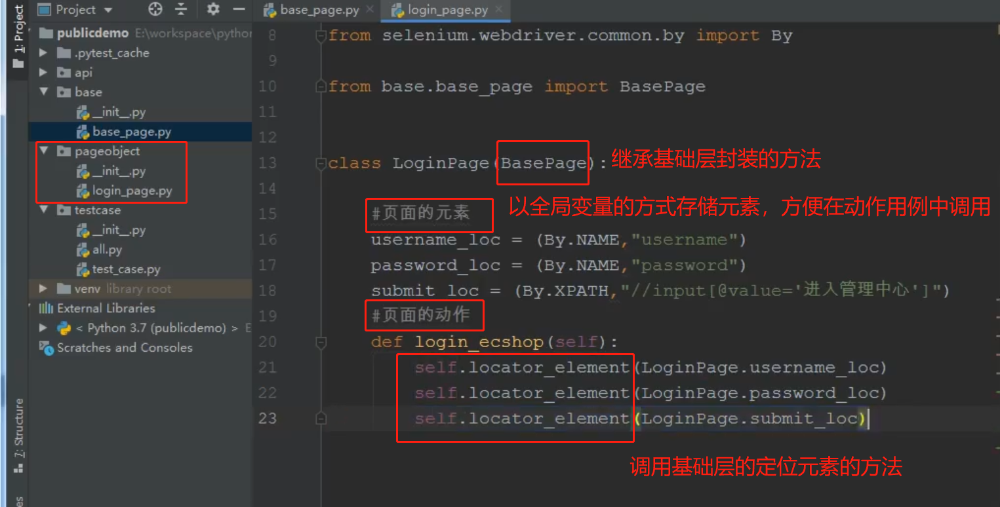 1: Project
Project
base_page.py
login_page.py
publicdemo E:\workspace\python
.pytest_cache
api
base
__init__.py
base_page.py
pageobject
__init__.py
login_page.py
testcase
__init__.py
all.py
test_case.py
venv library root
External Libraries
< Python 3.7 (publicdemo) > E
Scratches and Consoles
7: Structure
8 from selenium.webdriver.common.by import By
9
10 from base.base_page import BasePage
11
12
13 class LoginPage(BasePage): 继承基础层封装的方法
14
以全局变量的方式存储元素，方便在动作用例中调用
15 #页面的元素
16 username_loc = (By.NAME,"username")
17 password_loc = (By.NAME,"password")
18 submit_loc = (By.XPATH,"//input[@value='进入管理中心']")
19 #页面的动作
20 def login_ecshop(self):
21 self.locator_element(LoginPage.username_loc)
22 self.locator_element(LoginPage.password_loc)
23 self.locator_element(LoginPage.submit_loc)
调用基础层的定位元素的方法